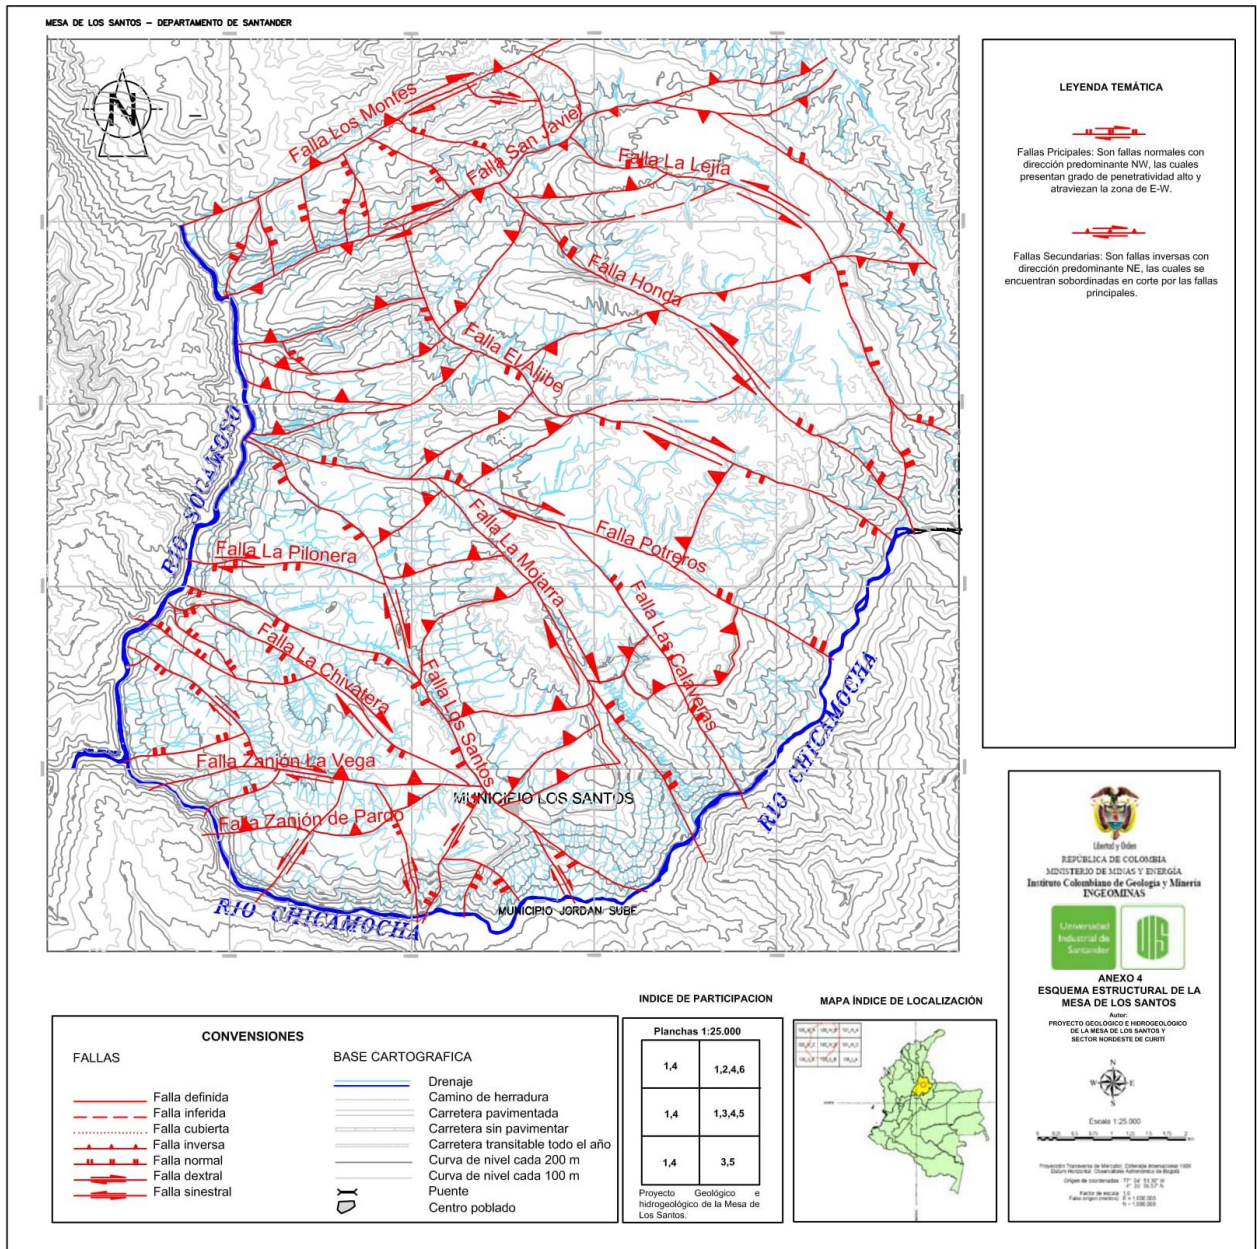 MESA DE LOS SANTOS – DEPARTAMENTO DE SANTANDER
N
Falla Los Montes
Falla San Javier
Falla La Lejía
Falla Honda
Falla El Aljibe
RIO SOGAMOSO
Falla La Pilonera
Falla La Mojarra
Falla Potreros
Falla Las Calaveras
Falla La Chivatera
Falla Los Santos
Falla Zanjón La Vega
MUNICIPIO LOS SANTOS
Falla Zanjón de Pardo
RIO CHICAMOCHA
RIO CHICAMOCHA
MUNICIPIO JORDAN SUBE
LEYENDA TEMÁTICA
Fallas Pricipales: Son fallas normales con
dirección predominante NW, las cuales
presentan grado de penetratividad alto y
atraviezan la zona de E-W.
Fallas Secundarias: Son fallas inversas con
dirección predominante NE, las cuales se
encuentran sobordinadas en corte por las fallas
principales.
Libertad y Orden
REPÚBLICA DE COLOMBIA
MINISTERIO DE MINAS Y ENERGÍA
Instituto Colombiano de Geología y Minería
INGEOMINAS
Universidad
Industrial de
Santander
UIS
ANEXO 4
ESQUEMA ESTRUCTURAL DE LA
MESA DE LOS SANTOS
Autor:
PROYECTO GEOLÓGICO E HIDROGEOLÓGICO
DE LA MESA DE LOS SANTOS Y
SECTOR NORDESTE DE CURITÍ
N
W E
S
Escala 1:25.000
CONVENSIONES
FALLAS
Falla definida
Falla inferida
Falla cubierta
Falla inversa
Falla normal
Falla dextral
Falla sinestral
BASE CARTOGRAFICA
Drenaje
Camino de herradura
Carretera pavimentada
Carretera sin pavimentar
Carretera transitable todo el año
Curva de nivel cada 200 m
Curva de nivel cada 100 m
Puente
Centro poblado
INDICE DE PARTICIPACION
Planchas 1:25.000
1,4 1,2,4,6
1,4 1,3,4,5
1,4 3,5
Proyecto Geológico e
hidrogeológico de la Mesa de
Los Santos.
MAPA ÍNDICE DE LOCALIZACIÓN